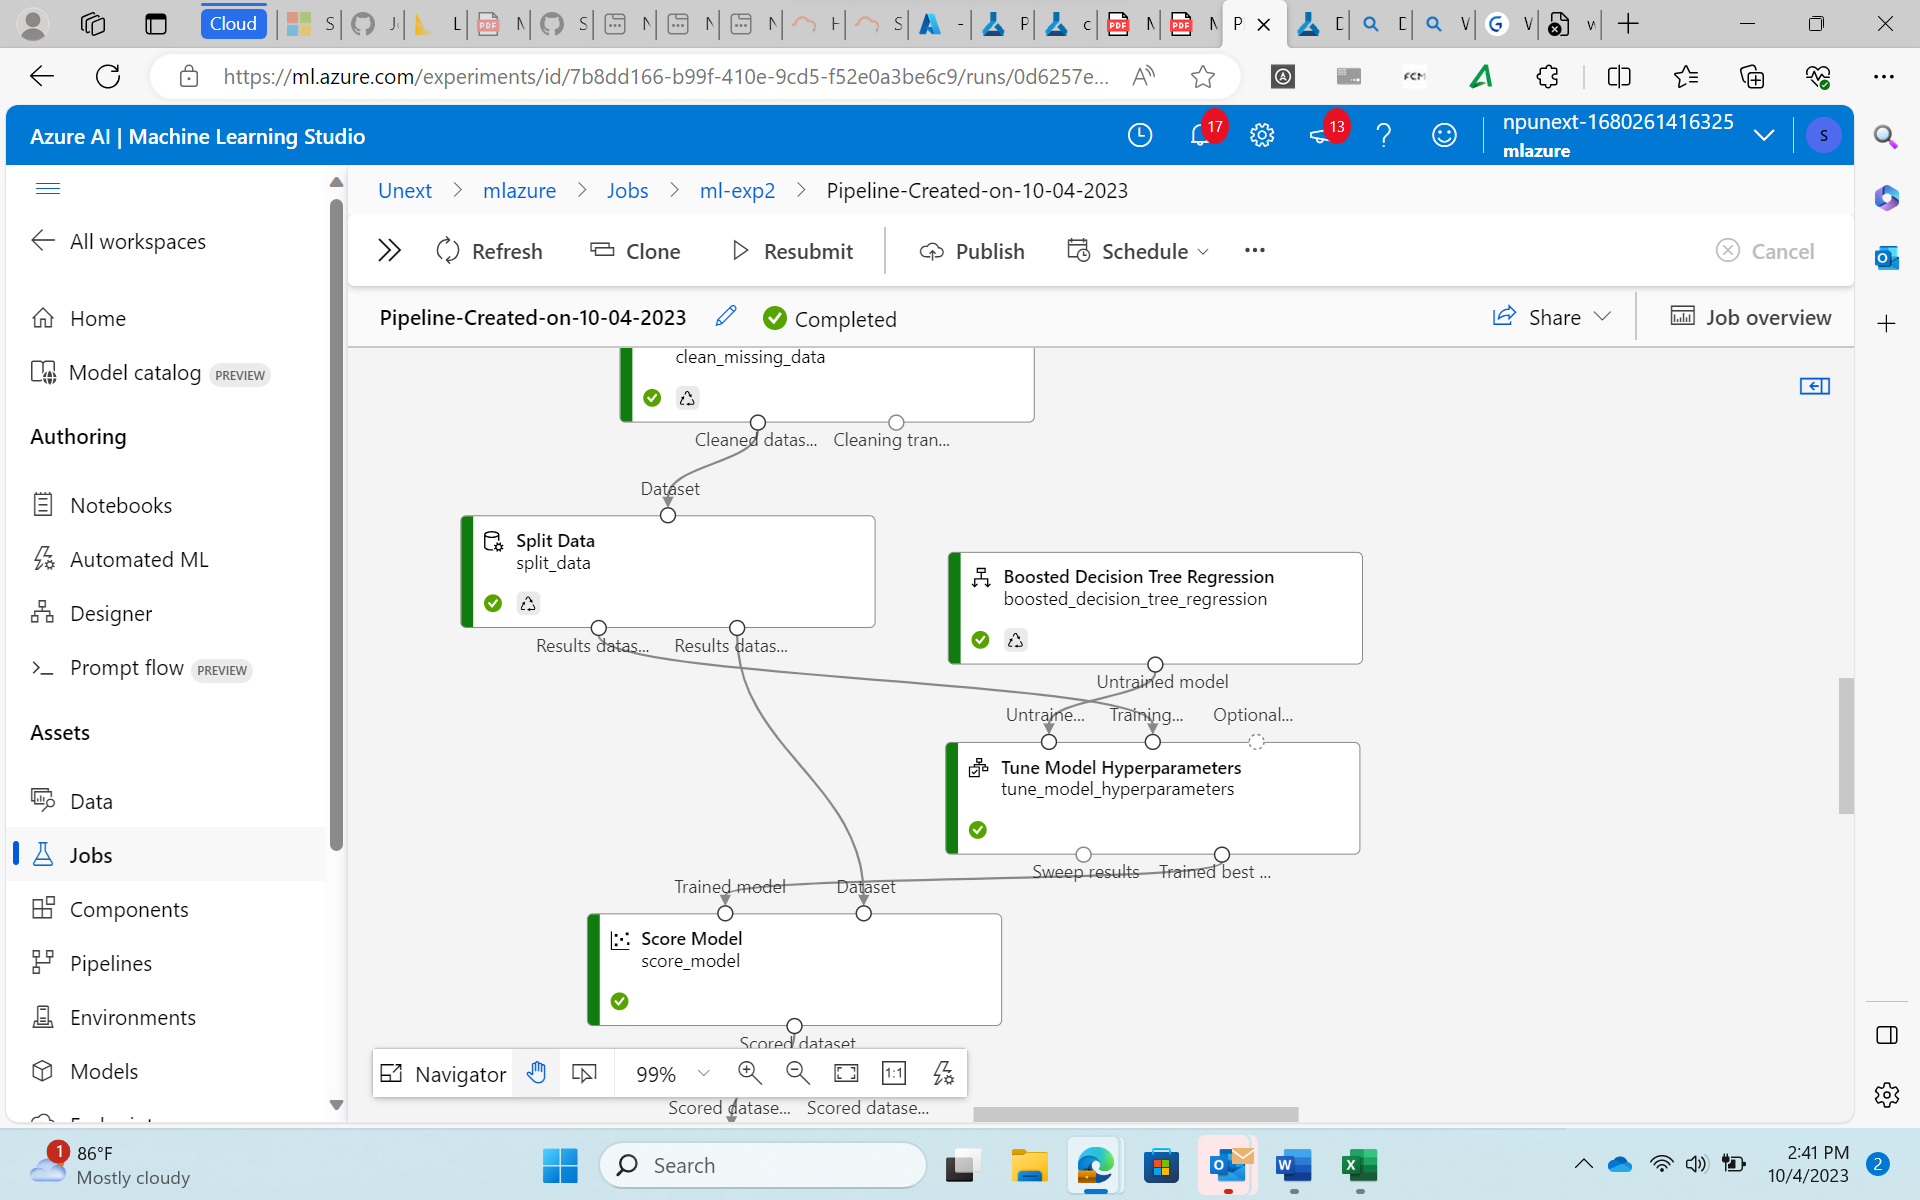 Cloud
https://ml.azure.com/experiments/id/7b8dd166-b99f-410e-9cd5-f52e0a3be6c9/runs/0d6257e...
Azure AI | Machine Learning Studio
17
13
npunext-1680261416325
mlazure
S
All workspaces
Home
Model catalog PREVIEW
Authoring
Notebooks
Automated ML
Designer
Prompt flow PREVIEW
Assets
Data
Jobs
Components
Pipelines
Environments
Models
Unext > mlazure > Jobs > ml-exp2 > Pipeline-Created-on-10-04-2023
Refresh Clone Resubmit Publish Schedule ... Cancel
Pipeline-Created-on-10-04-2023 Completed Share Job overview
clean_missing_data
Cleaned datas... Cleaning tran...
Dataset
Split Data
split_data
Results datas... Results datas...
Boosted Decision Tree Regression
boosted_decision_tree_regression
Untrained model
Untraine... Training... Optional...
Tune Model Hyperparameters
tune_model_hyperparameters
Sweep results Trained best ...
Trained model Dataset
Score Model
score_model
Scored dataset
Navigator 99% 1:1
Scored datase... Scored datase...
1
86°F
Mostly cloudy
Search
2:41 PM
10/4/2023
2